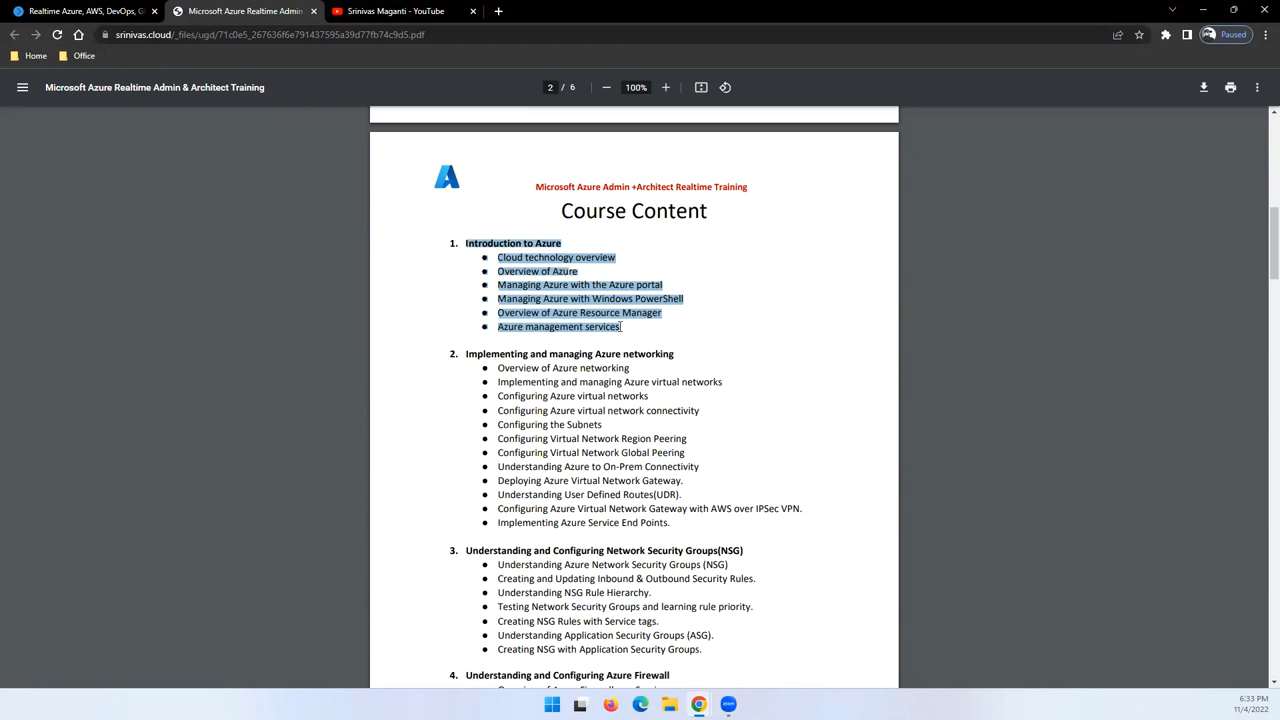 Realtime Azure, AWS, DevOps, G
Microsoft Azure Realtime Admin
Srinivas Maganti - YouTube
srinivas.cloud/_files/ugd/71c0e5_267636f6e791437595a39d77fb74c9d5.pdf
Paused
Home
Office
Microsoft Azure Realtime Admin & Architect Training
2 / 6
100%
Microsoft Azure Admin +Architect Realtime Training
Course Content
1. Introduction to Azure
● Cloud technology overview
● Overview of Azure
● Managing Azure with the Azure portal
● Managing Azure with Windows PowerShell
● Overview of Azure Resource Manager
● Azure management services
2. Implementing and managing Azure networking
● Overview of Azure networking
● Implementing and managing Azure virtual networks
● Configuring Azure virtual networks
● Configuring Azure virtual network connectivity
● Configuring the Subnets
● Configuring Virtual Network Region Peering
● Configuring Virtual Network Global Peering
● Understanding Azure to On-Prem Connectivity
● Deploying Azure Virtual Network Gateway.
● Understanding User Defined Routes(UDR).
● Configuring Azure Virtual Network Gateway with AWS over IPSec VPN.
● Implementing Azure Service End Points.
3. Understanding and Configuring Network Security Groups(NSG)
● Understanding Azure Network Security Groups (NSG)
● Creating and Updating Inbound & Outbound Security Rules.
● Understanding NSG Rule Hierarchy.
● Testing Network Security Groups and learning rule priority.
● Creating NSG Rules with Service tags.
● Understanding Application Security Groups (ASG).
● Creating NSG with Application Security Groups.
4. Understanding and Configuring Azure Firewall
zoom
6:33 PM
11/4/2022